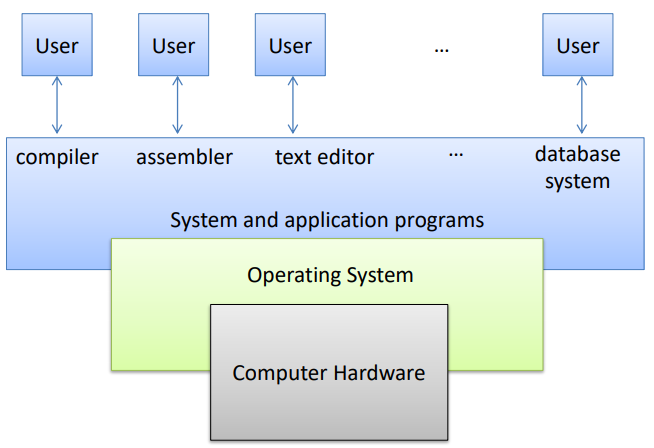 User User User ... User
compiler assembler text editor ... database
system
System and application programs
Operating System
Computer Hardware